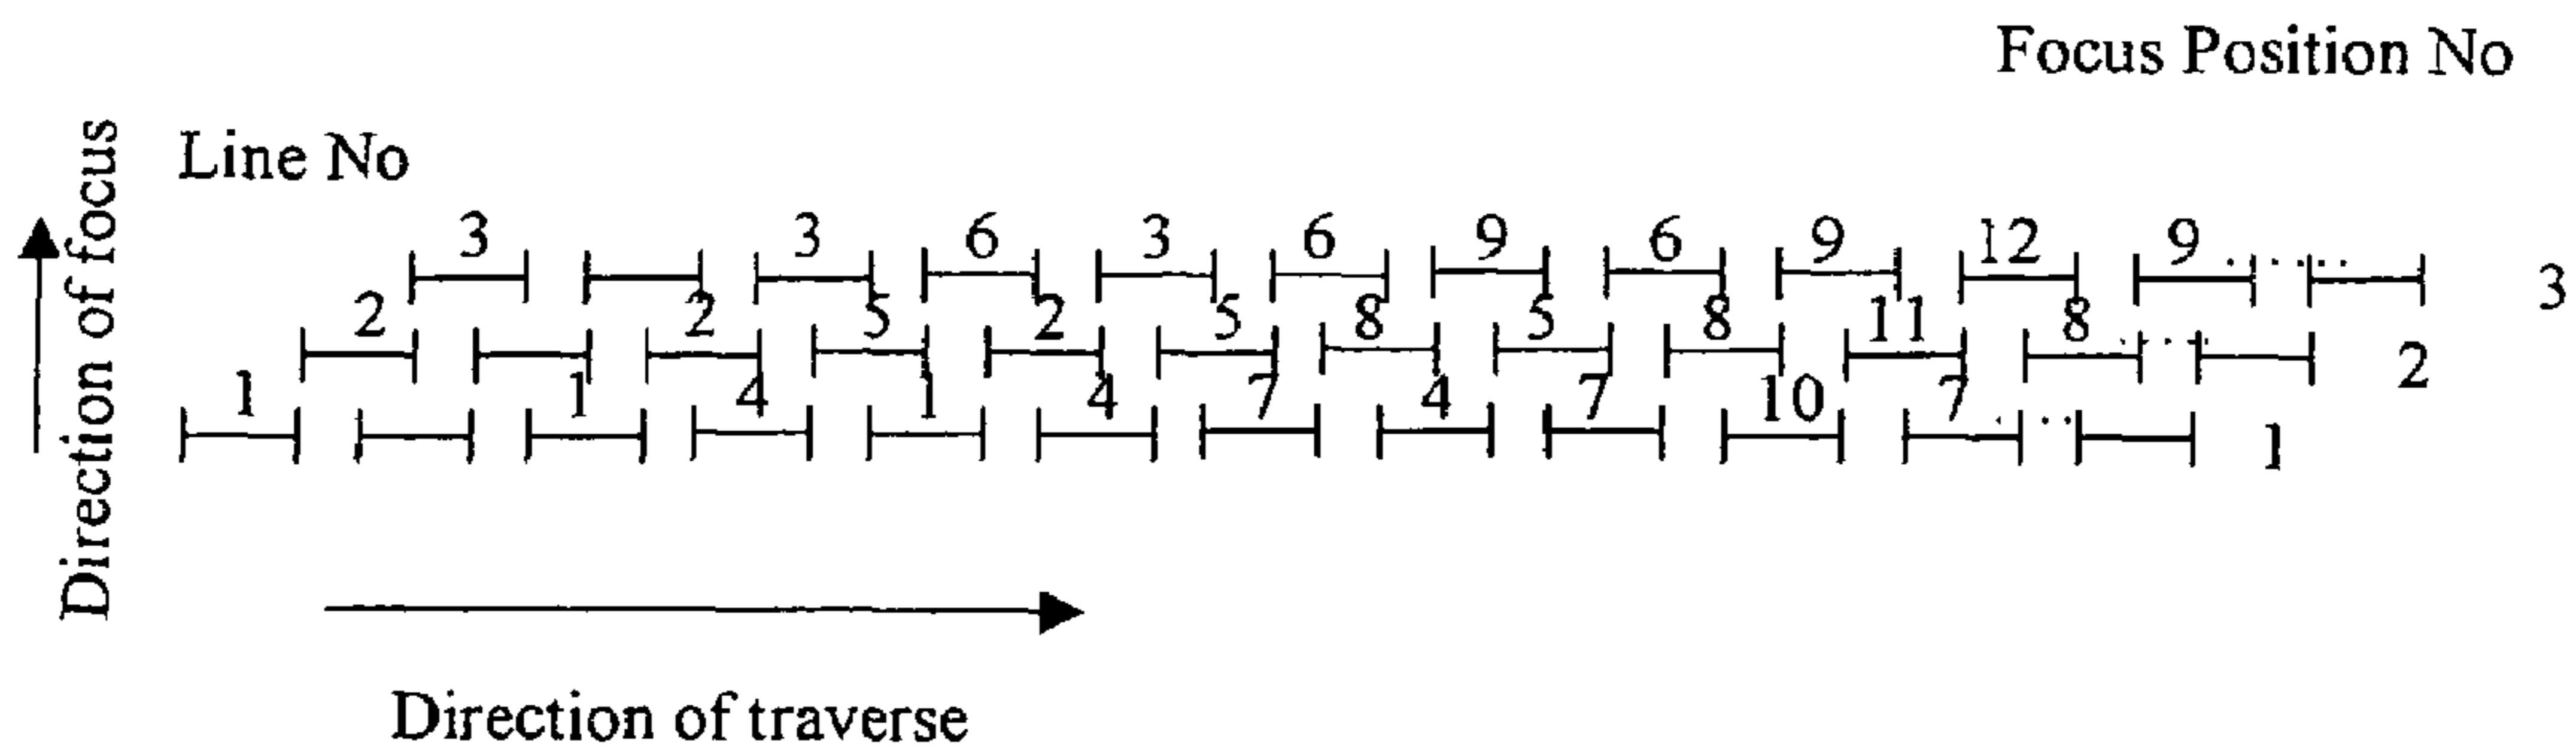 Focus Position No
Line No
Direction of focus
3 3 6 3 6 9 6 9 12 9 ..... 3
2 2 5 2 5 8 5 8 11 8 ..... 2
1 1 4 1 4 7 4 7 10 7 .... 1
Direction of traverse